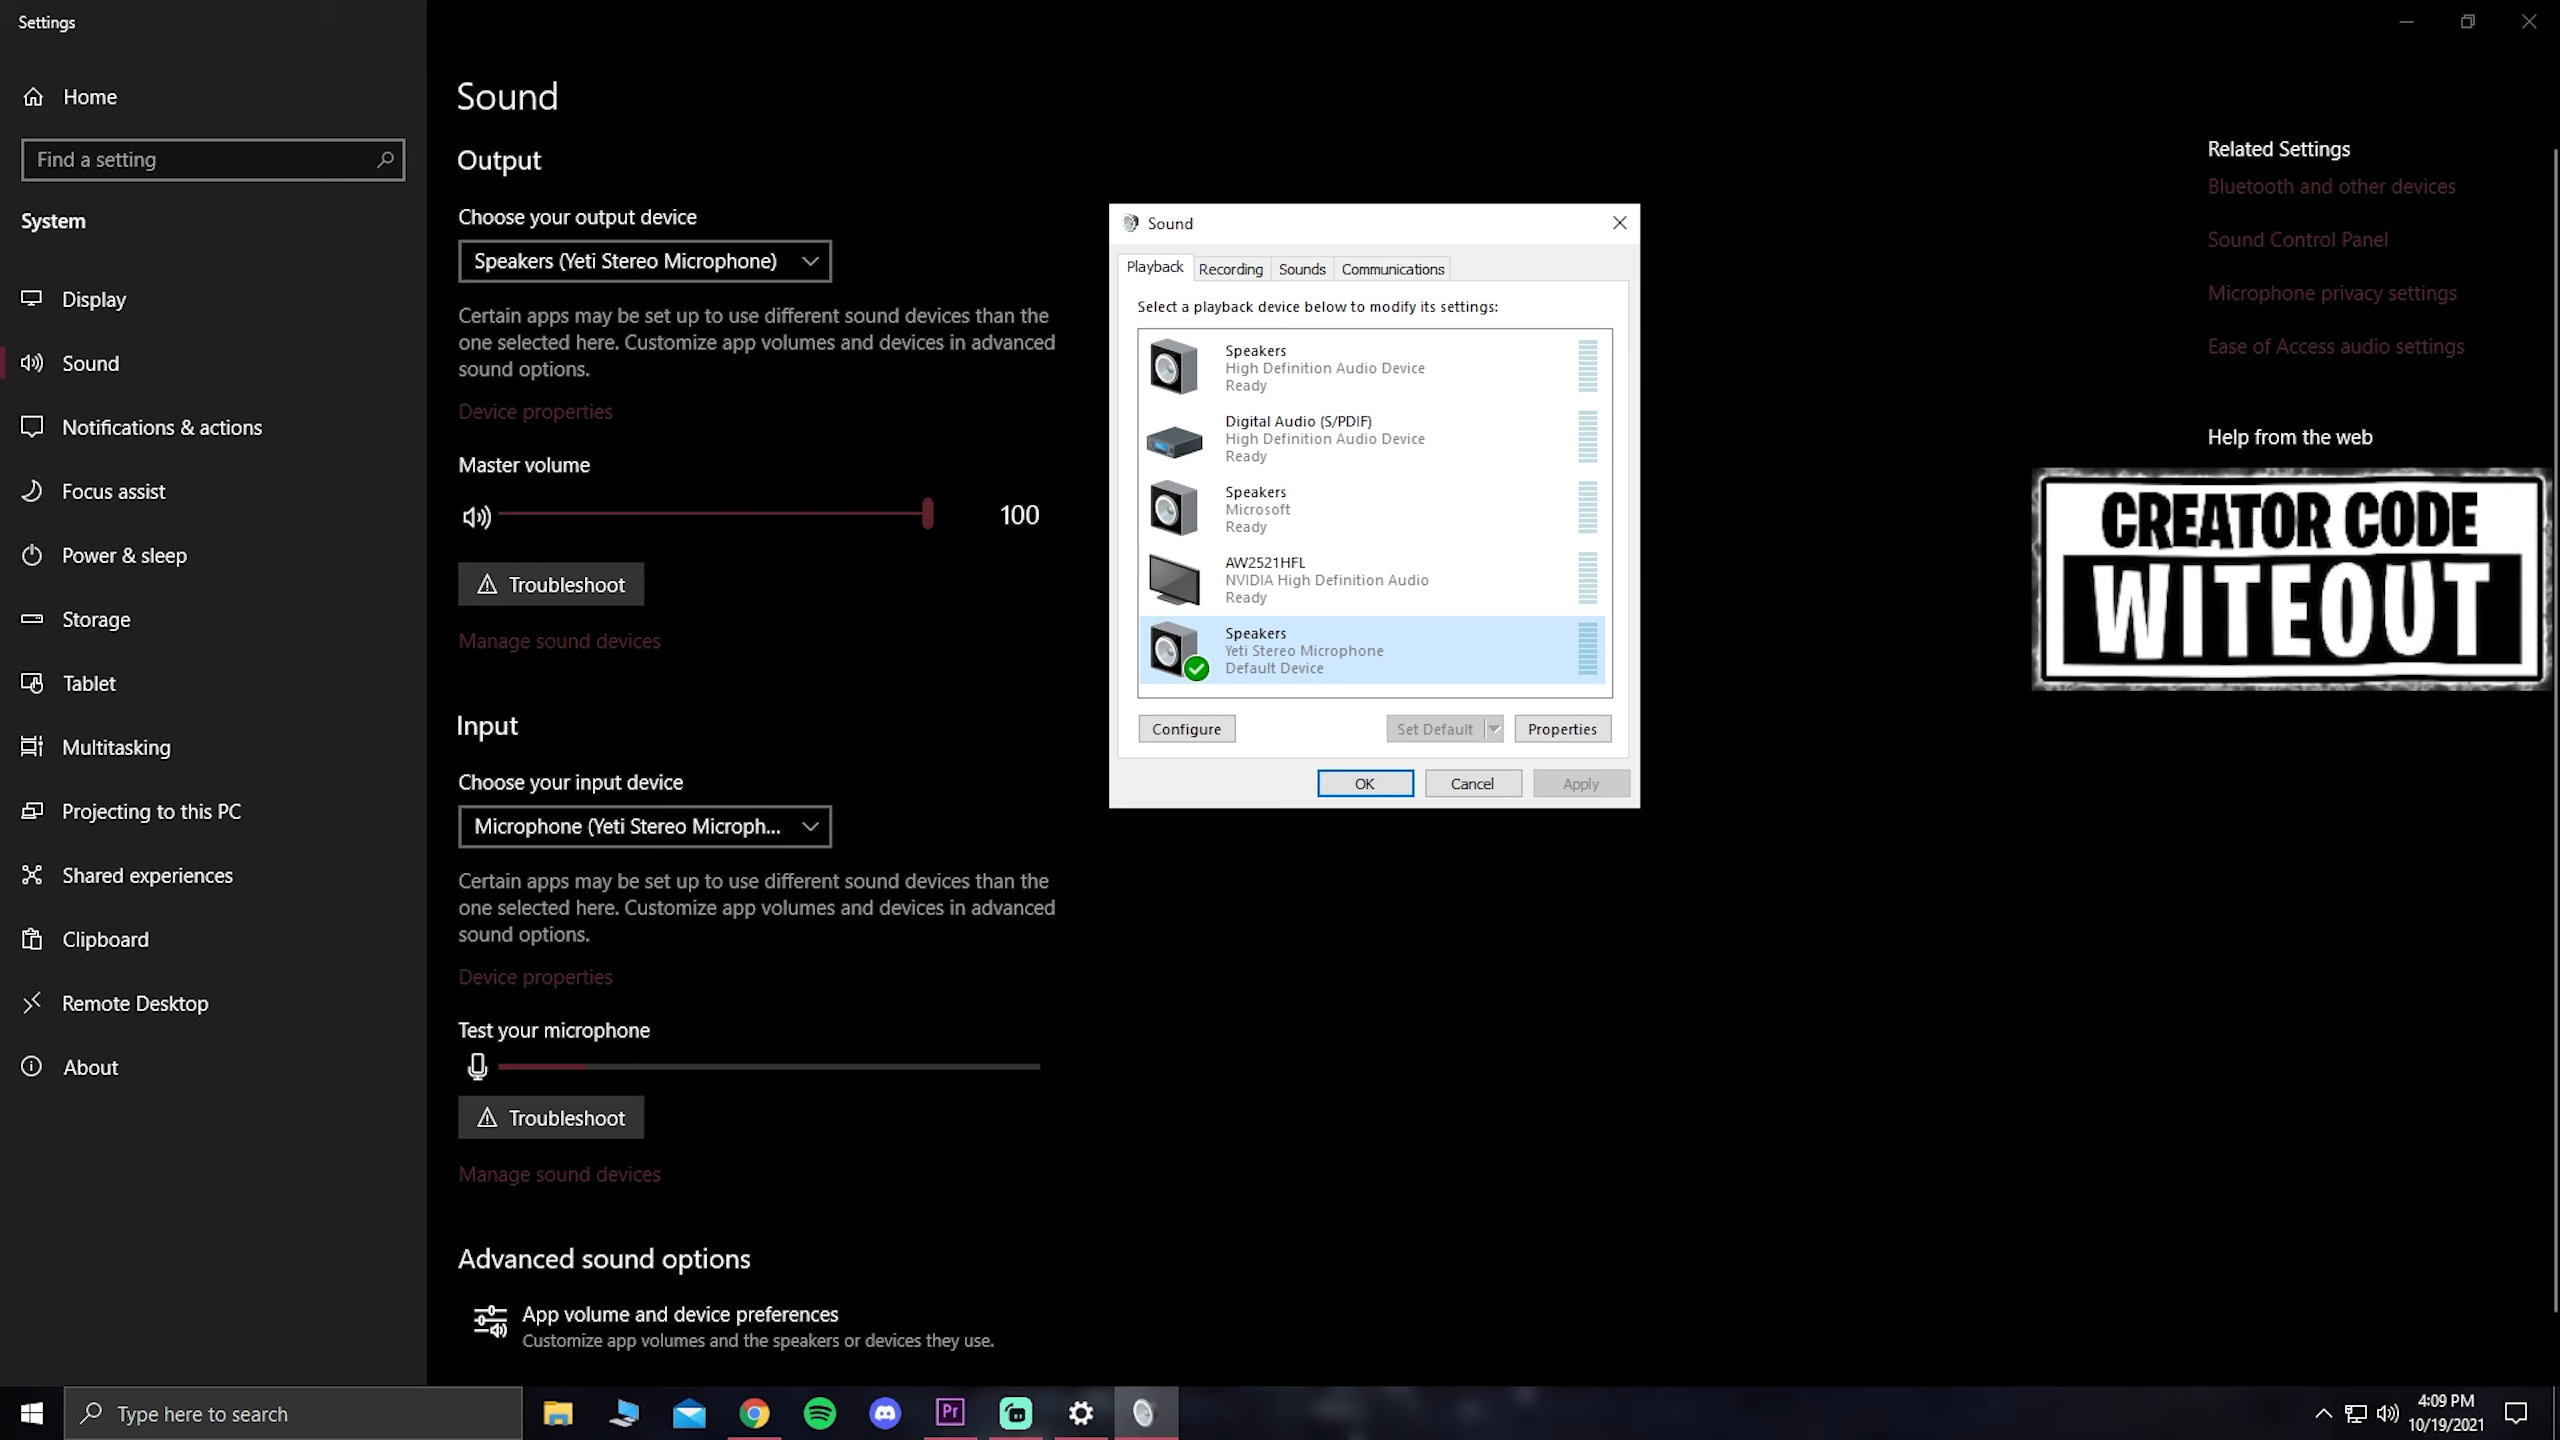 Settings
Home
Find a setting
System
Display
Sound
Notifications & actions
Focus assist
Power & sleep
Storage
Tablet
Multitasking
Projecting to this PC
Shared experiences
Clipboard
Remote Desktop
About
Sound
Output
Choose your output device
Speakers (Yeti Stereo Microphone)
Certain apps may be set up to use different sound devices than the
one selected here. Customize app volumes and devices in advanced
sound options.
Device properties
Master volume
100
Troubleshoot
Manage sound devices
Input
Choose your input device
Microphone (Yeti Stereo Microph...
Certain apps may be set up to use different sound devices than the
one selected here. Customize app volumes and devices in advanced
sound options.
Device properties
Test your microphone
Troubleshoot
Manage sound devices
Advanced sound options
App volume and device preferences
Customize app volumes and the speakers or devices they use.
Sound
Playback Recording Sounds Communications
Select a playback device below to modify its settings:
Speakers
High Definition Audio Device
Ready
Digital Audio (S/PDIF)
High Definition Audio Device
Ready
Speakers
Microsoft
Ready
AW2521HFL
NVIDIA High Definition Audio
Ready
Speakers
Yeti Stereo Microphone
Default Device
Configure Set Default Properties
OK Cancel Apply
Related Settings
Bluetooth and other devices
Sound Control Panel
Microphone privacy settings
Ease of Access audio settings
Help from the web
CREATOR CODE
WITEOUT
Type here to search
Pr
4:09 PM
10/19/2021